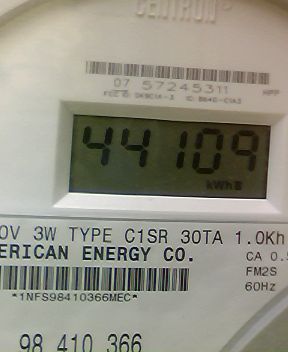 CENTRON®
07 57245311
HPP
44109
kWh
0V 3W TYPE C1SR 30TA 1.0Kh
ERICAN ENERGY CO.
CA 0.5
FM2S
60Hz
*1NFS98410366MEC*
98 410 366